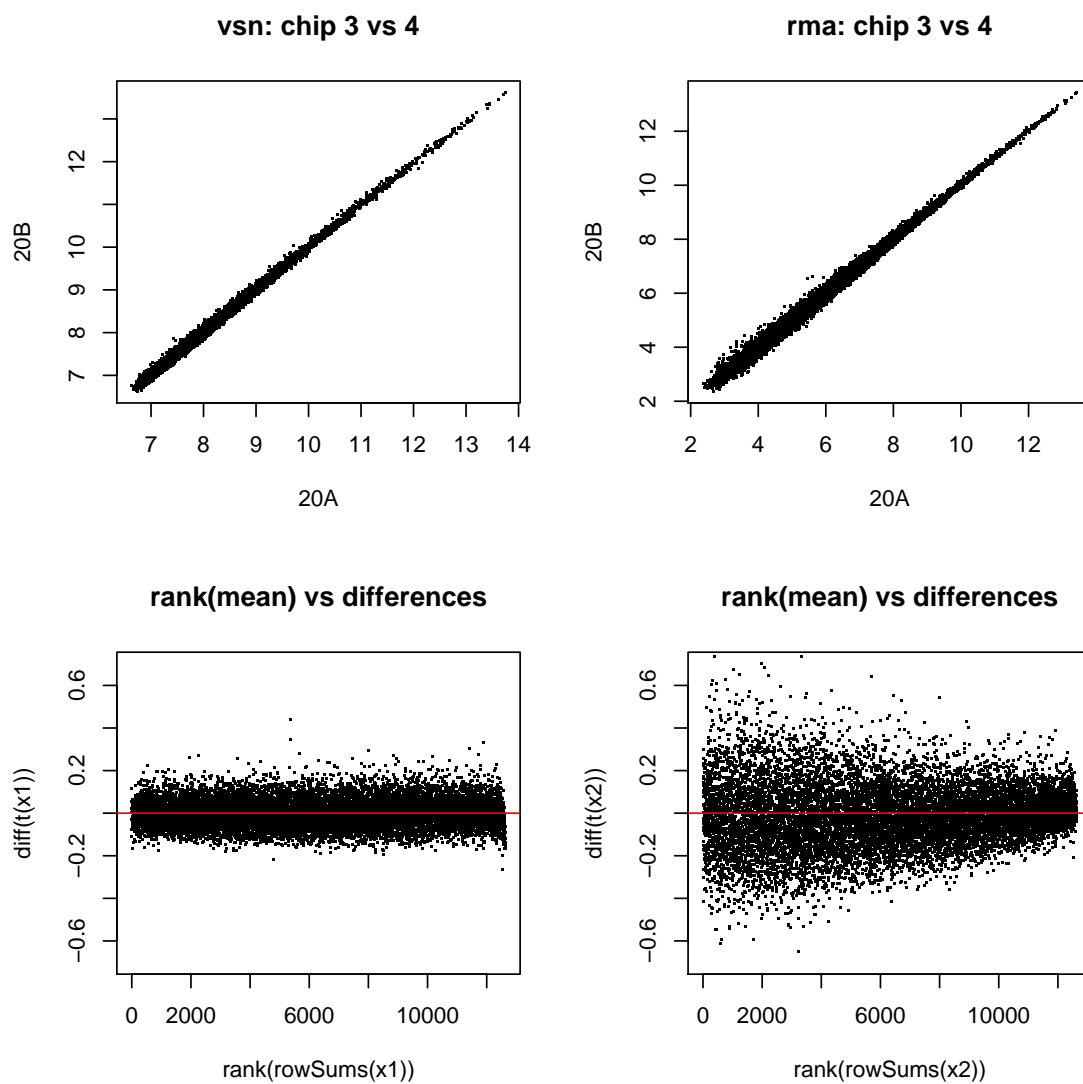 vsn: chip 3 vs 4
20B
7 8 9 10 12
7 8 9 10 11 12 13 14
20A
rma: chip 3 vs 4
20B
2 4 6 8 12
2 4 6 8 10 12
20A
rank(mean) vs differences
diff(t(x1))
−0.6 −0.2 0.2 0.6
0 2000 6000 10000
rank(rowSums(x1))
rank(mean) vs differences
diff(t(x2))
−0.6 −0.2 0.2 0.6
0 2000 6000 10000
rank(rowSums(x2))